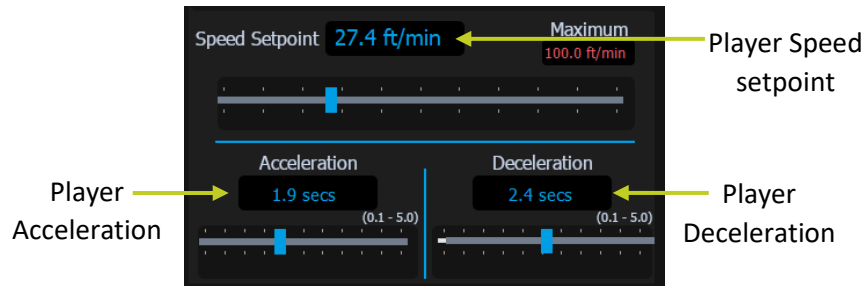 Speed Setpoint 27.4 ft/min
Maximum
100.0 ft/min
Player Speed
setpoint
Acceleration
Deceleration
Player
Acceleration
1.9 secs
2.4 secs
Player
Deceleration
(0.1 - 5.0)
(0.1 - 5.0)